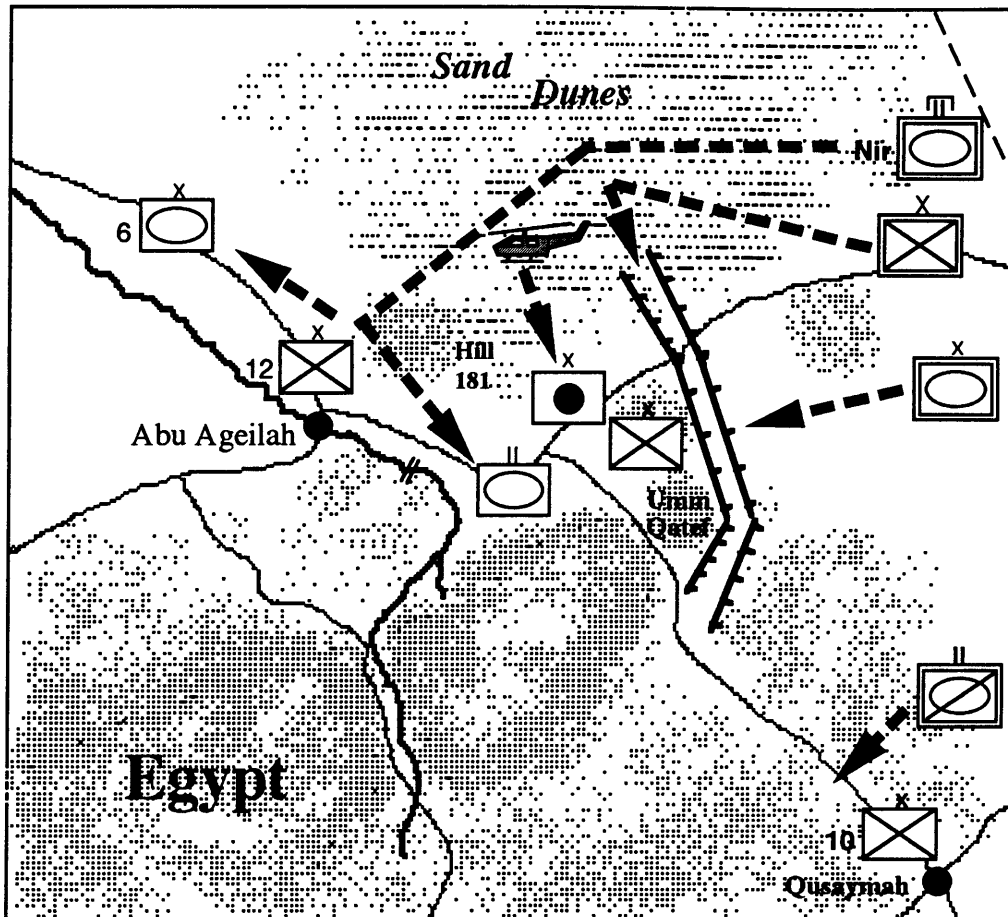 Sand
Dunes
Nir
6
12
Hill
181
Abu Ageilah
Umm
Qatef
Egypt
10
Qusaymah